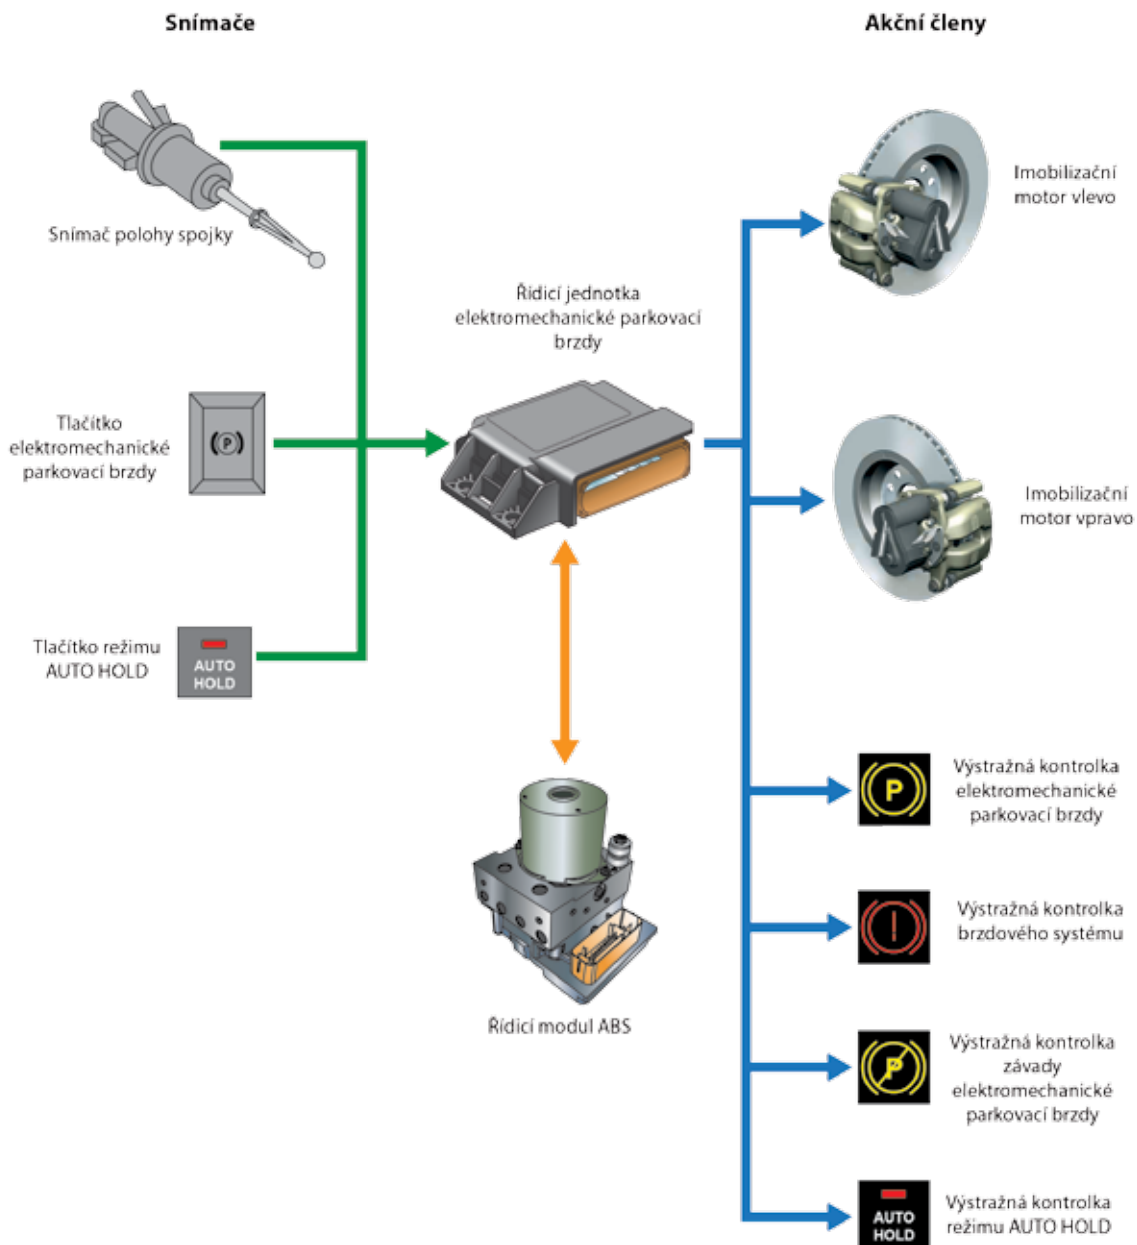 Snímače
Akční členy
Snímač polohy spojky
Tlačítko
elektromechanické
parkovací brzdy
(P)
Tlačítko režimu
AUTO HOLD
AUTO
HOLD
Řidicí jednotka
elektromechanické parkovací
brzdy
Řídicí modul ABS
Imobilizační
motor vlevo
Imobilizační
motor vpravo
P
Výstražná kontrolka
elektromechanické
parkovací brzdy
!
Výstražná kontrolka
brzdového systému
P
Výstražná kontrolka
závady
elektromechanické
parkovací brzdy
AUTO
HOLD
Výstražná kontrolka
režimu AUTO HOLD